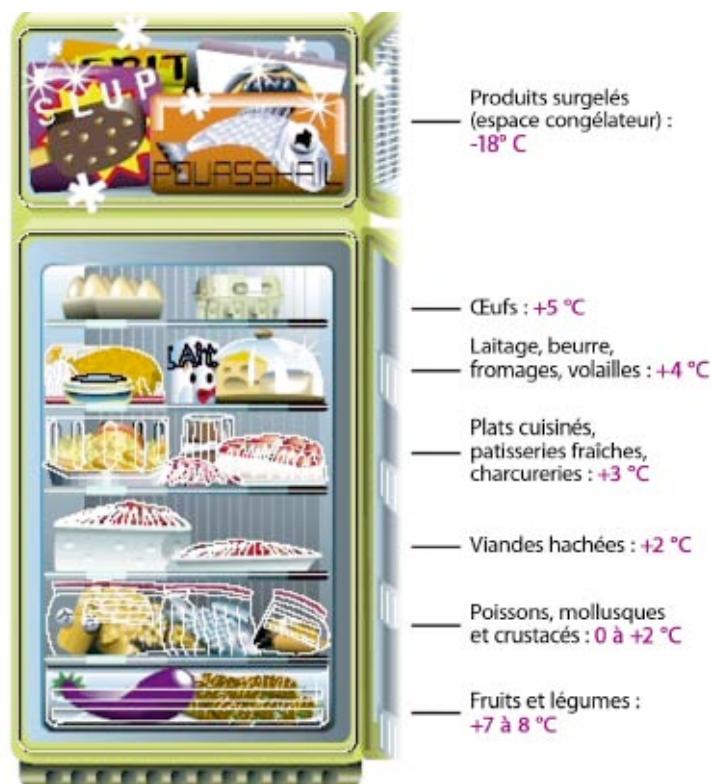 SLUP
POUASSHAIL
Produits surgelés
(espace congélateur) :
-18° C
Œufs : +5 °C
LAit
Laitage, beurre,
fromages, volailles : +4 °C
Plats cuisinés,
patisseries fraîches,
charcureries : +3 °C
Viandes hachées : +2 °C
Poissons, mollusques
et crustacés : 0 à +2 °C
Fruits et légumes :
+7 à 8 °C